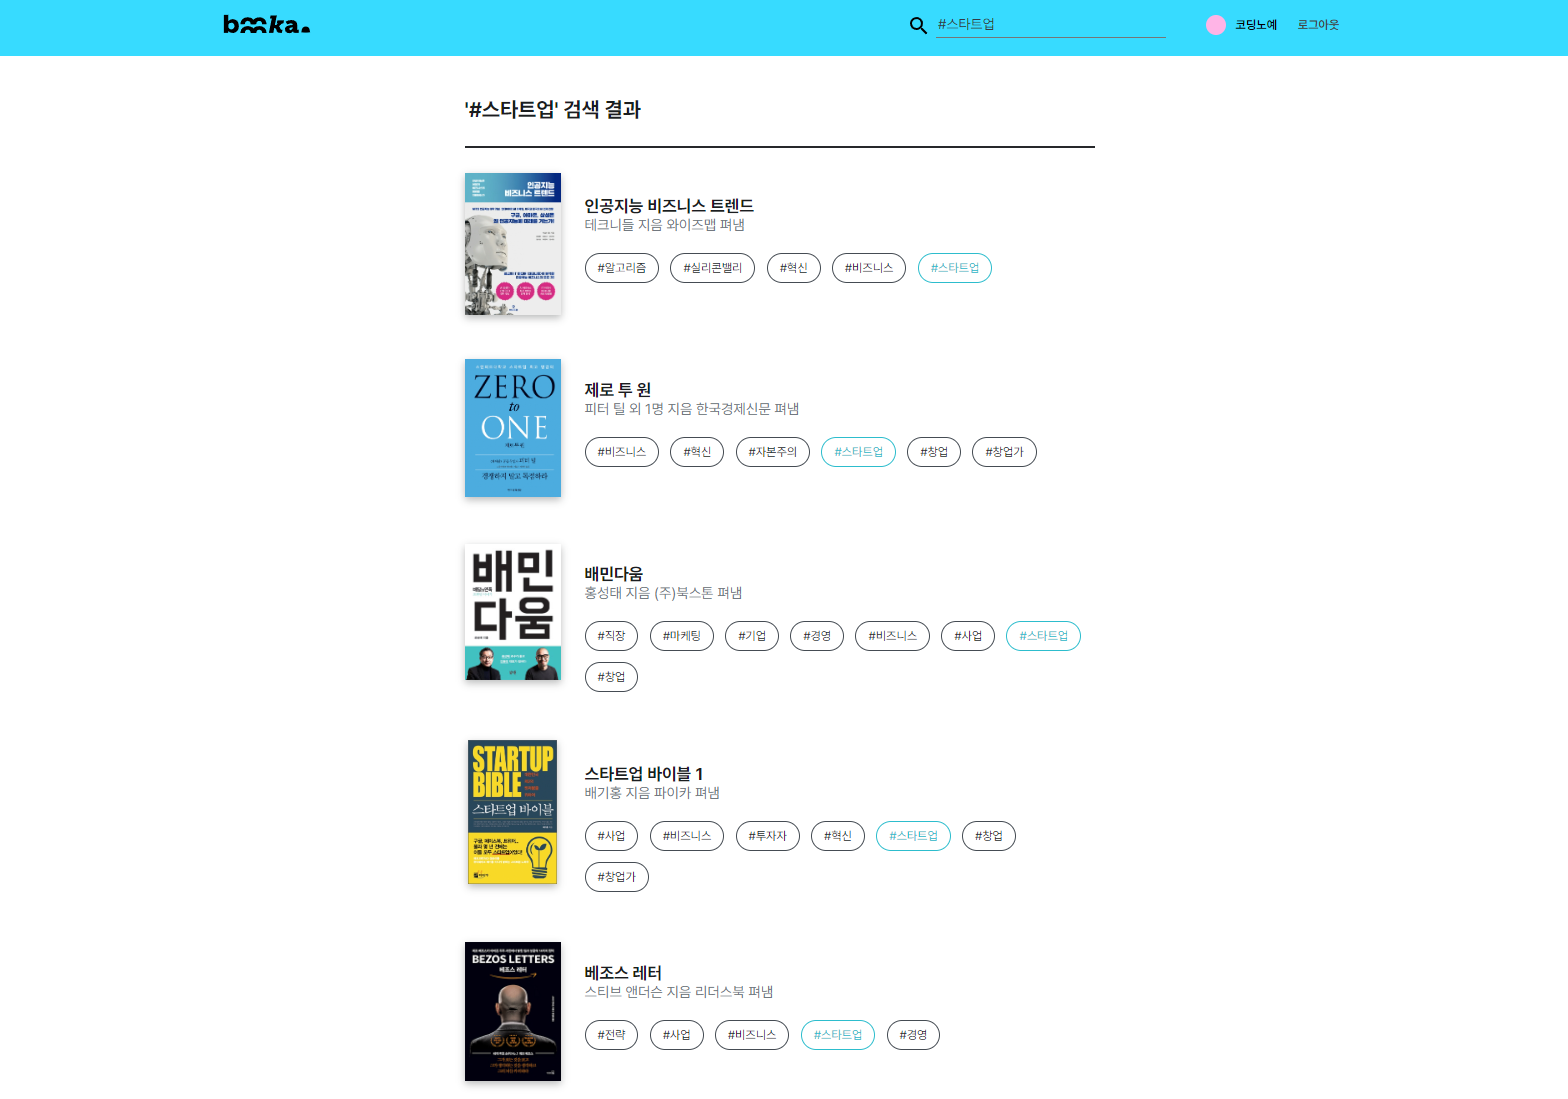 booka.
#스타트업
코딩노예
로그아웃
'#스타트업' 검색 결과
인공지능
비즈니스 트렌드
구글, 아마존, 삼성은
왜 인공지능에 미래를 거는가!
인공지능 비즈니스 트렌드
테크니들 지음 와이즈맵 펴냄
#알고리즘
#실리콘밸리
#혁신
#비즈니스
#스타트업
ZERO
to
ONE
제로 투 원
경쟁하지 말고 독점하라
제로 투 원
피터 틸 외 1명 지음 한국경제신문 펴냄
#비즈니스
#혁신
#자본주의
#스타트업
#창업
#창업가
배민
다움
배민다움
홍성태 지음 (주)북스톤 펴냄
#직장
#마케팅
#기업
#경영
#비즈니스
#사업
#스타트업
#창업
STARTUP
BIBLE
스타트업 바이블
스타트업 바이블 1
배기홍 지음 파이카 펴냄
#사업
#비즈니스
#투자자
#혁신
#스타트업
#창업
#창업가
BEZOS LETTERS
베조스 레터
베조스 레터
스티브 앤더슨 지음 리더스북 펴냄
#전략
#사업
#비즈니스
#스타트업
#경영